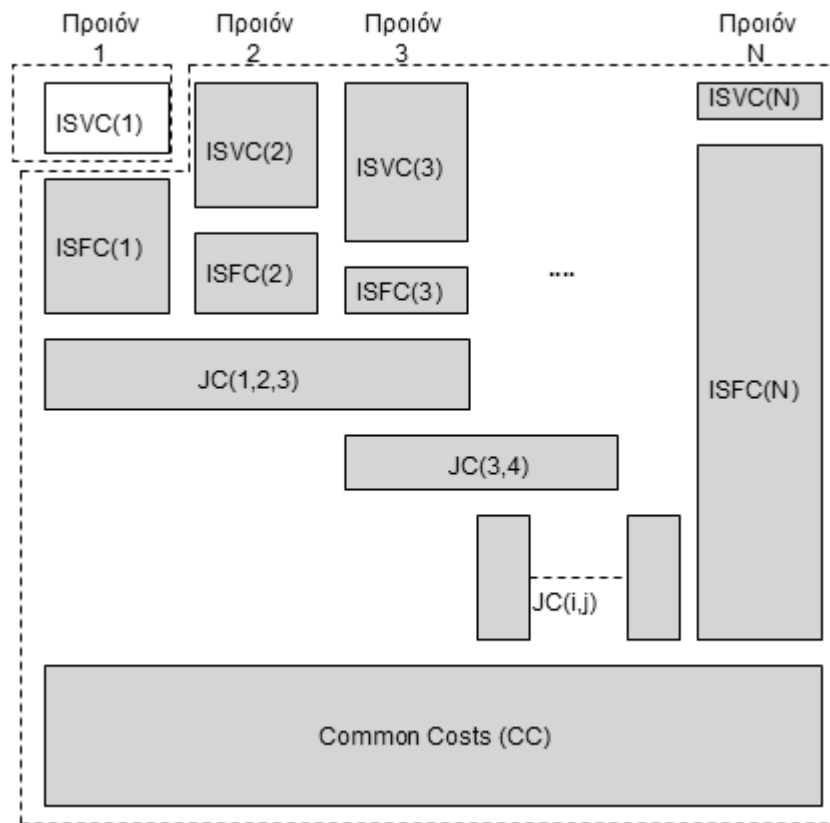 Προιόν 1
Προιόν 2
Προιόν 3
Προιόν N
ISVC(1)
ISVC(2)
ISVC(3)
ISVC(N)
ISFC(1)
ISFC(2)
ISFC(3)
....
ISFC(N)
JC(1,2,3)
JC(3,4)
JC(i,j)
Common Costs (CC)